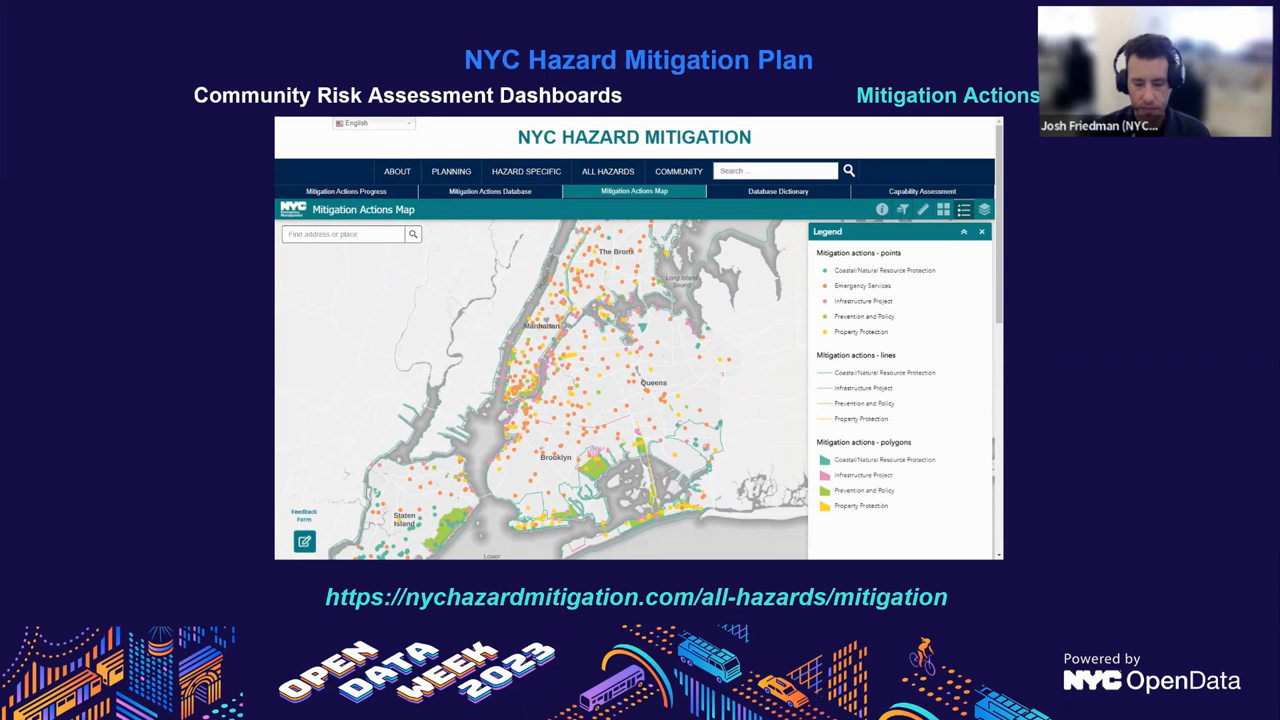 NYC Hazard Mitigation Plan
Community Risk Assessment Dashboards
Mitigation Actions
Josh Friedman (NYC...
English
NYC HAZARD MITIGATION
ABOUT
PLANNING
HAZARD SPECIFIC
ALL HAZARDS
COMMUNITY
Search ...
Mitigation Actions Progress
Mitigation Actions Database
Mitigation Actions Map
Database Dictionary
Capability Assessment
NYC
Emergency Management
Mitigation Actions Map
Find address or place
Legend
Mitigation actions - points
Coastal/Natural Resource Protection
Emergency Services
Infrastructure Project
Prevention and Policy
Property Protection
Mitigation actions - lines
Coastal/Natural Resource Protection
Infrastructure Project
Prevention and Policy
Property Protection
Mitigation actions - polygons
Coastal/Natural Resource Protection
Infrastructure Project
Prevention and Policy
Property Protection
The Bronx
Long Island
Sound
Hudson River
Manhattan
Queens
Brooklyn
Staten
Island
Lower
Feedback
Form
https://nychazardmitigation.com/all-hazards/mitigation
OPEN
DATA
WEEK
2023
Powered by
NYC OpenData